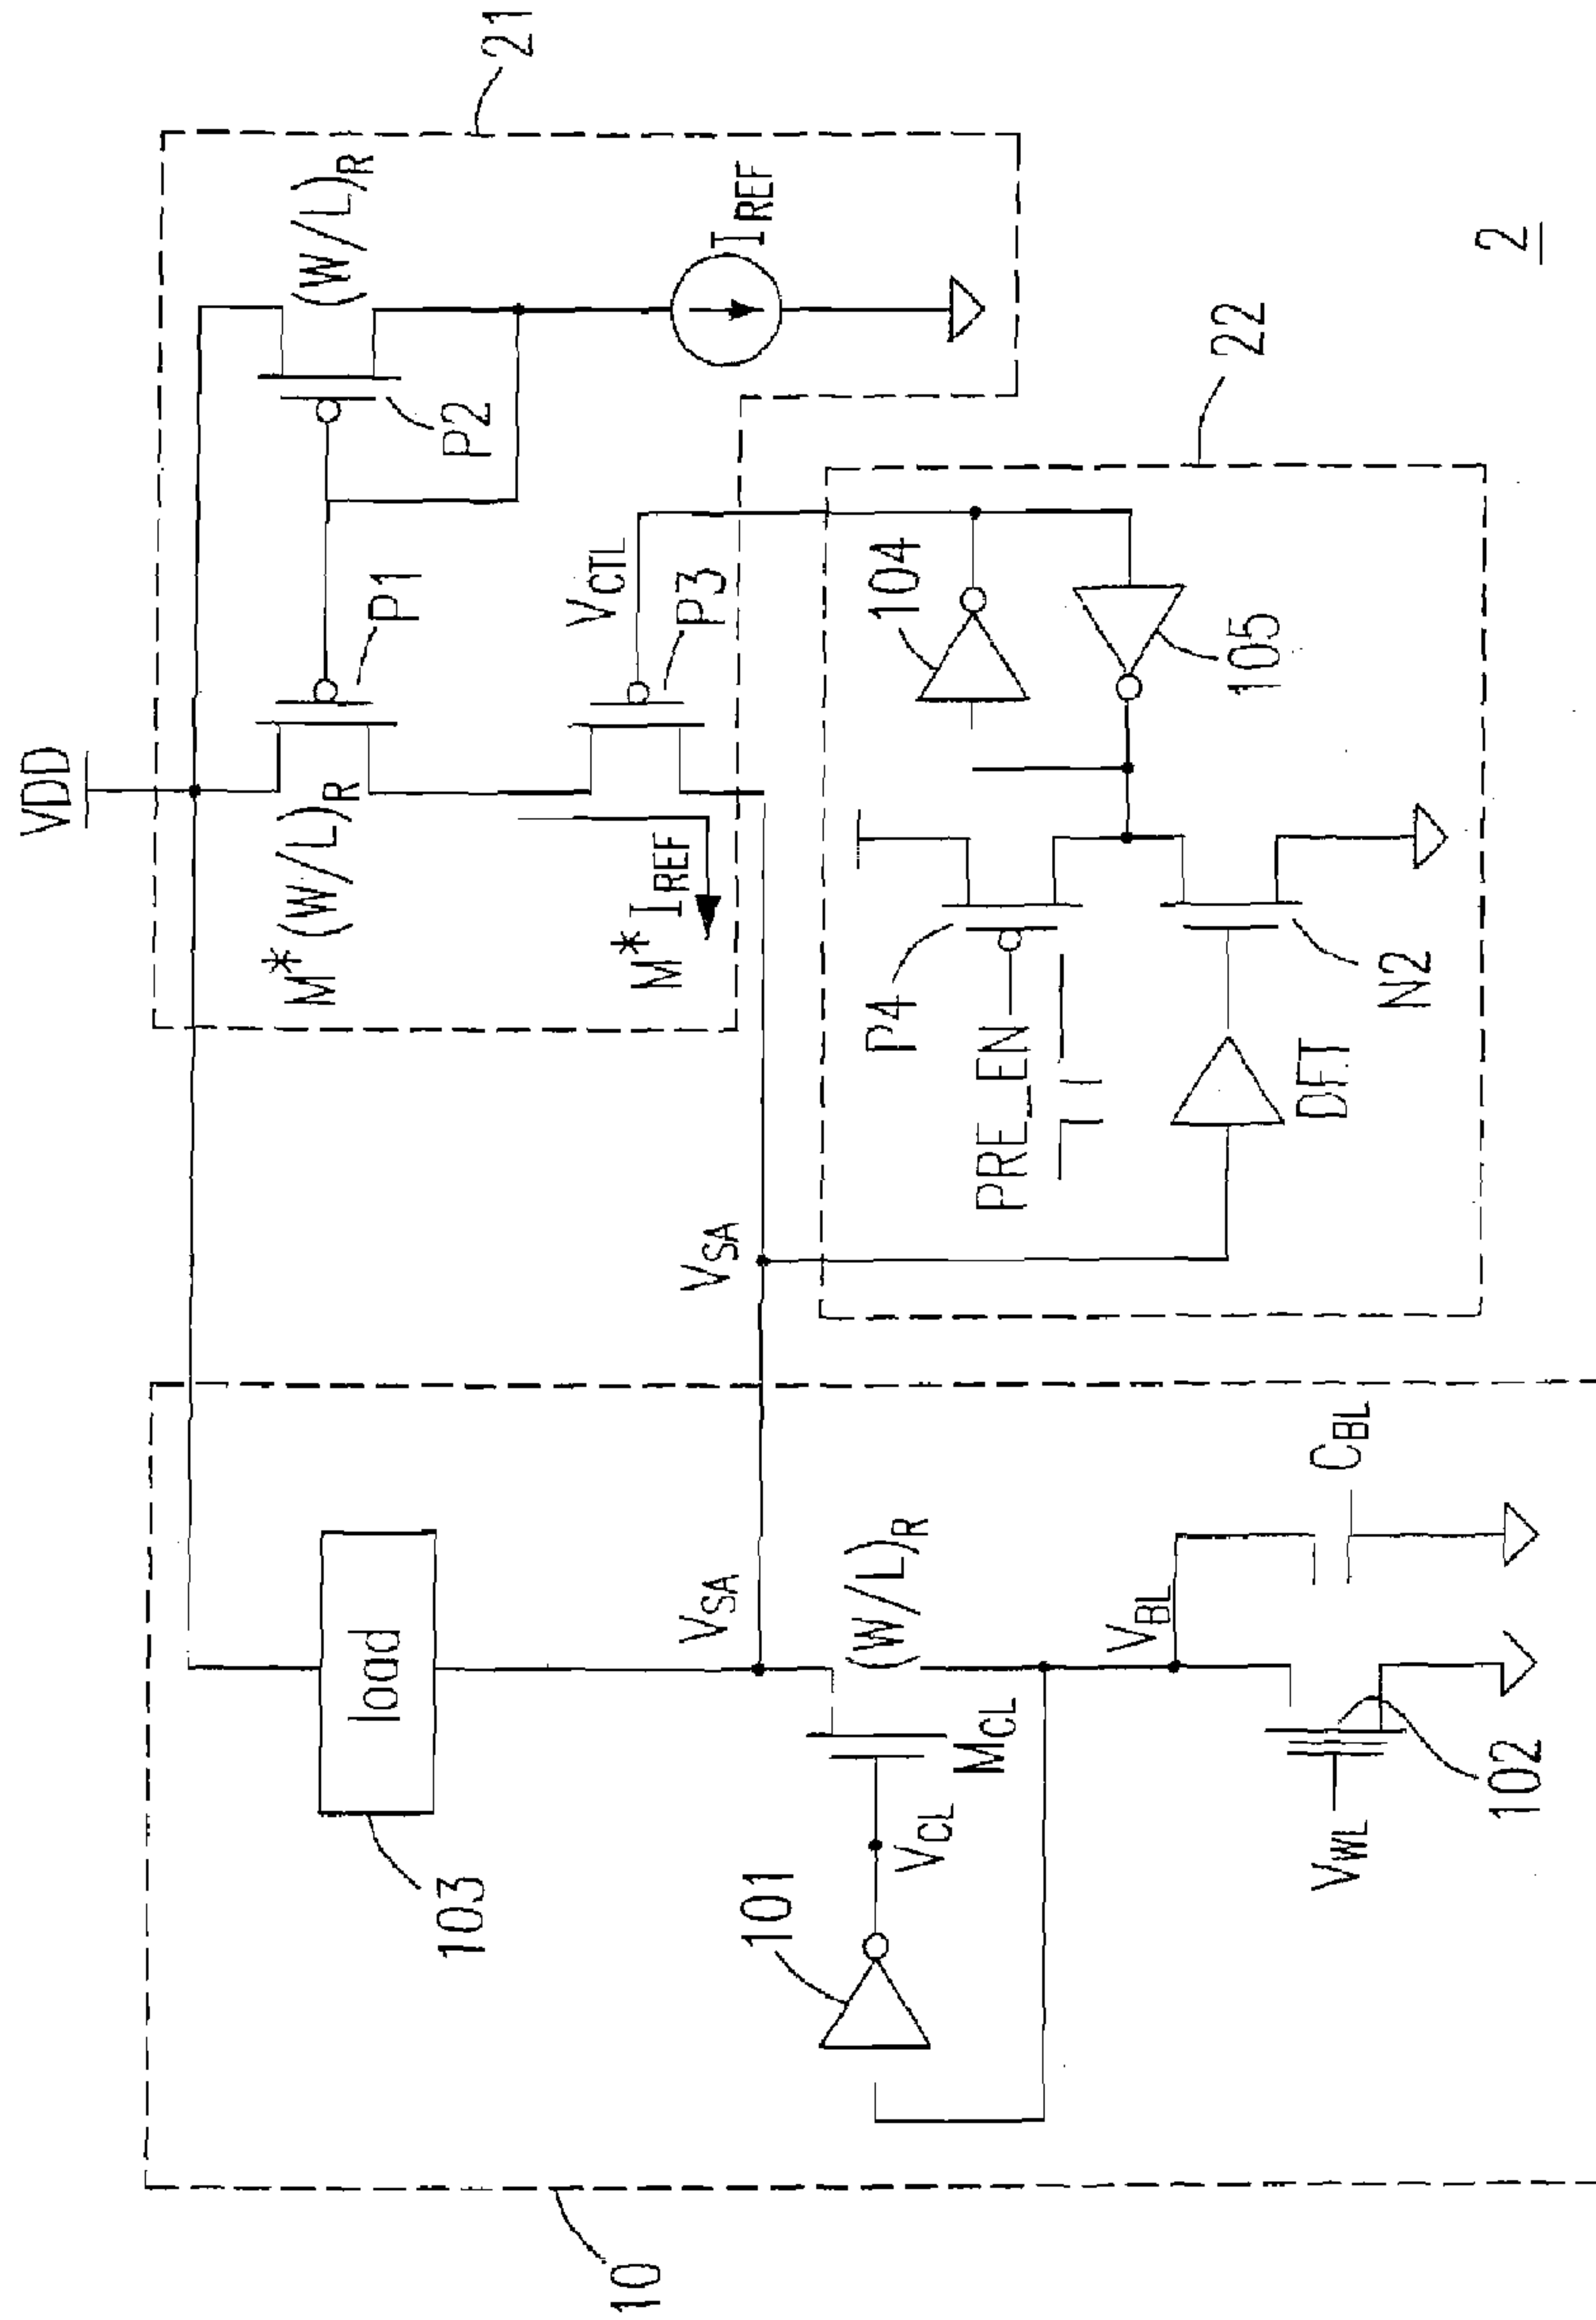 VDD
21
P2
(W/L)R
P1
M*(W/L)R
VCTL
P3
M*IREF
IREF
103
load
VSA
VSA
101
VCL
MCL
(W/L)R
VBL
CBL
VWL
102
10
P4
PRE_EN
DFT
N2
104
105
22
2